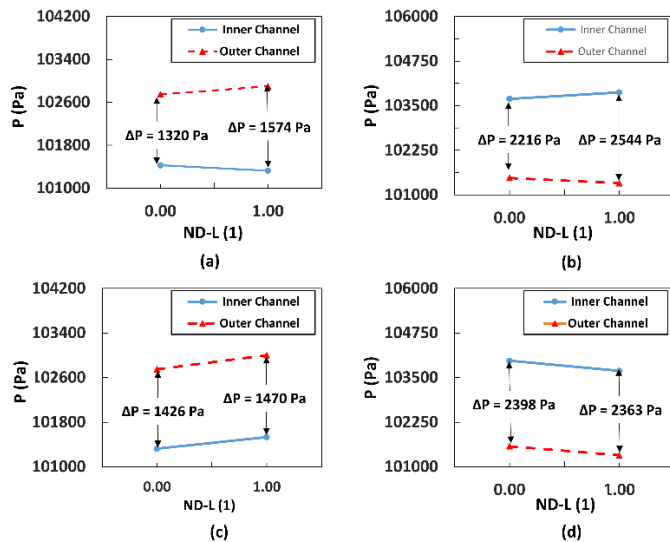 104200
103400
102600
101800
101000
P (Pa)
Inner Channel
Outer Channel
ΔP = 1320 Pa
ΔP = 1574 Pa
0.00
1.00
ND-L (1)
(a)
106000
104750
103500
102250
101000
P (Pa)
Inner Channel
Outer Channel
ΔP = 2216 Pa
ΔP = 2544 Pa
0.00
1.00
ND-L (1)
(b)
104200
103400
102600
101800
101000
P (Pa)
Inner Channel
Outer Channel
ΔP = 1426 Pa
ΔP = 1470 Pa
0.00
1.00
ND-L (1)
(c)
106000
104750
103500
102250
101000
P (Pa)
Inner Channel
Outer Channel
ΔP = 2398 Pa
ΔP = 2363 Pa
0.00
1.00
ND-L (1)
(d)